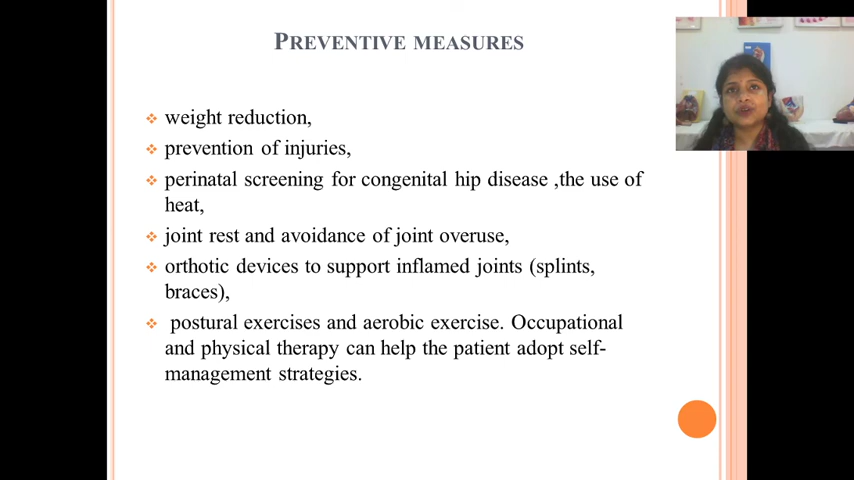 PREVENTIVE MEASURES
weight reduction,
prevention of injuries,
perinatal screening for congenital hip disease ,the use of
heat,
joint rest and avoidance of joint overuse,
orthotic devices to support inflamed joints (splints,
braces),
postural exercises and aerobic exercise. Occupational
and physical therapy can help the patient adopt self-
management strategies.